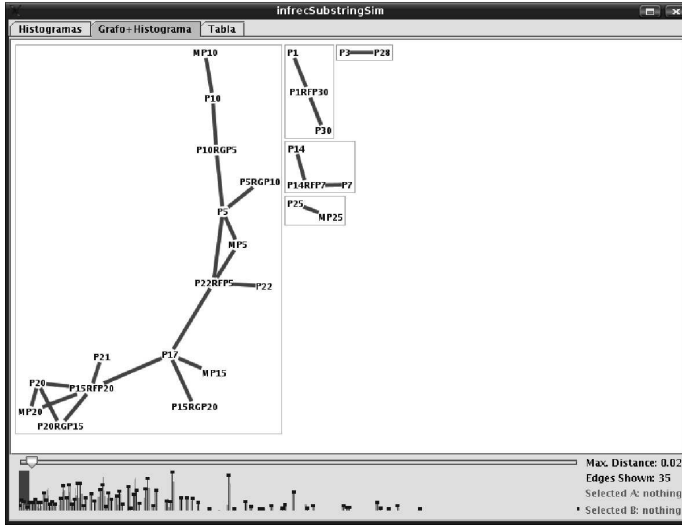 infrecSubstringSim
Histogramas Grafo+Histograma Tabla
MP10
P10
P10RGP5
P5RGP10
P5
MP5
P22RFP5
P22
P17
MP15
P15RGP20
P21
P15RFP20
P20
MP20
P20RGP15
P1
P1RFP30
P30
P3 P28
P14
P14RFP7 P7
P25
MP25
Max. Distance: 0.02
Edges Shown: 35
Selected A: nothing
Selected B: nothing